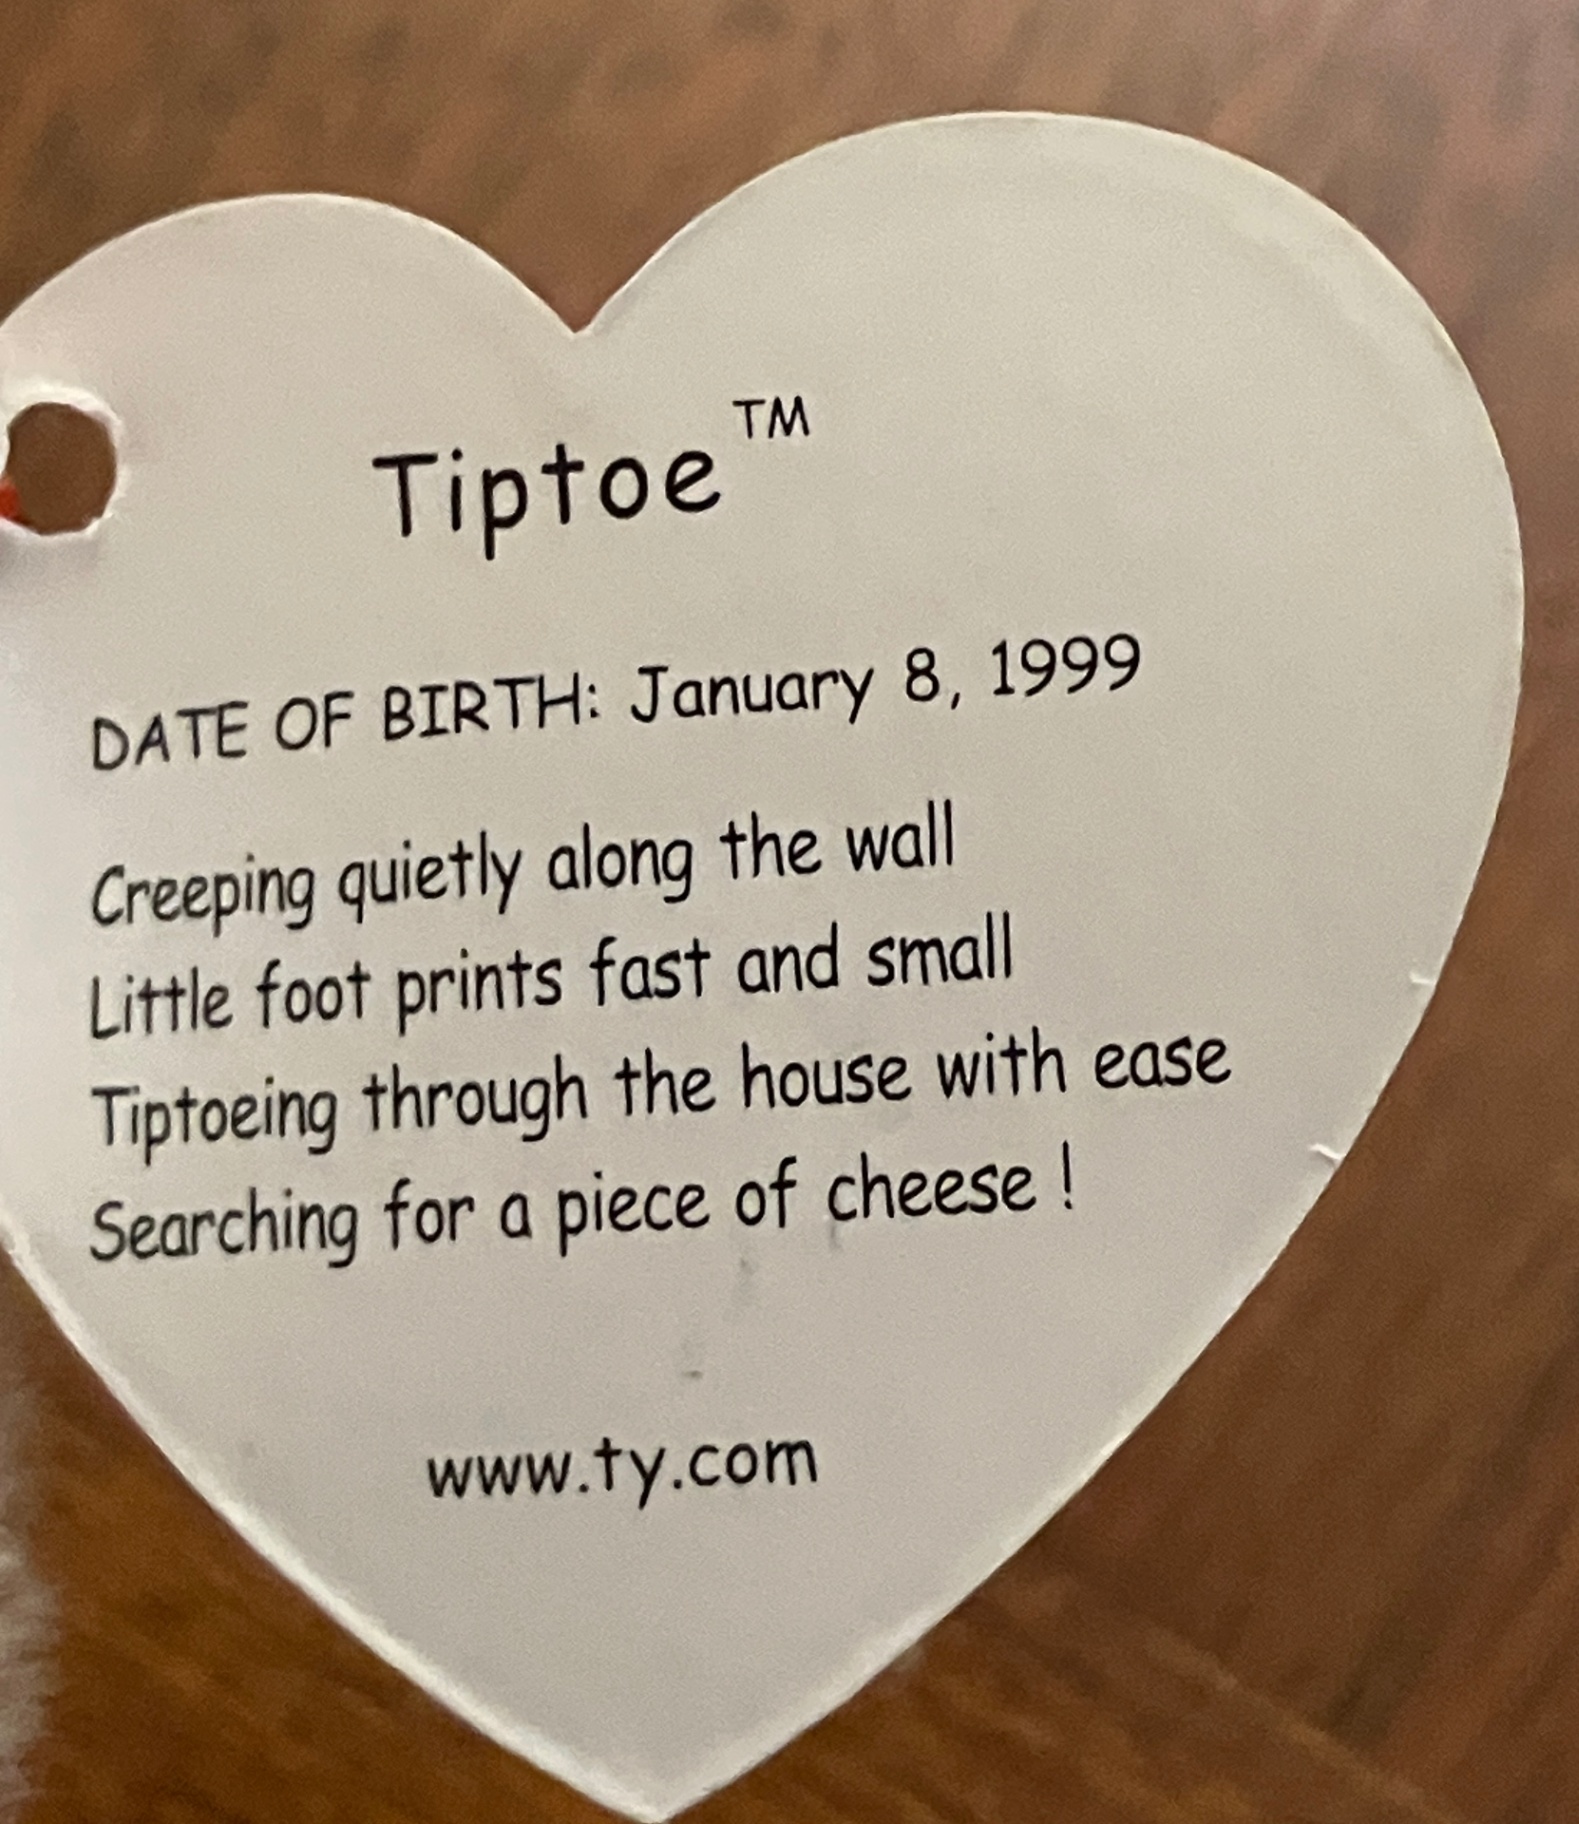 Tiptoe™
DATE OF BIRTH: January 8, 1999
Creeping quietly along the wall
Little foot prints fast and small
Tiptoeing through the house with ease
Searching for a piece of cheese !
www.ty.com